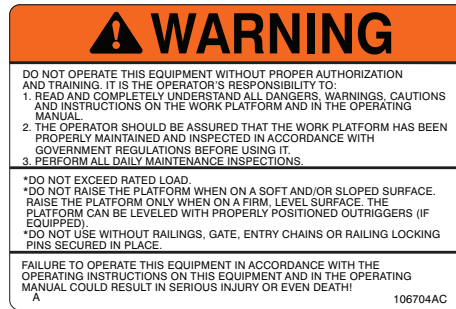 WARNING
DO NOT OPERATE THIS EQUIPMENT WITHOUT PROPER AUTHORIZATION
AND TRAINING. IT IS THE OPERATOR'S RESPONSIBILITY TO:
1. READ AND COMPLETELY UNDERSTAND ALL DANGERS, WARNINGS, CAUTIONS
AND INSTRUCTIONS ON THE WORK PLATFORM AND IN THE OPERATING
MANUAL.
2. THE OPERATOR SHOULD BE ASSURED THAT THE WORK PLATFORM HAS BEEN
PROPERLY MAINTAINED AND INSPECTED IN ACCORDANCE WITH
GOVERNMENT REGULATIONS BEFORE USING IT.
3. PERFORM ALL DAILY MAINTENANCE INSPECTIONS.
*DO NOT EXCEED RATED LOAD.
*DO NOT RAISE THE PLATFORM WHEN ON A SOFT AND/OR SLOPED SURFACE.
RAISE THE PLATFORM ONLY WHEN ON A FIRM, LEVEL SURFACE. THE
PLATFORM CAN BE LEVELED WITH PROPERLY POSITIONED OUTRIGGERS (IF
EQUIPPED).
*DO NOT USE WITHOUT RAILINGS, GATE, ENTRY CHAINS OR RAILING LOCKING
PINS SECURED IN PLACE.
FAILURE TO OPERATE THIS EQUIPMENT IN ACCORDANCE WITH THE
OPERATING INSTRUCTIONS ON THIS EQUIPMENT AND IN THE OPERATING
MANUAL COULD RESULT IN SERIOUS INJURY OR EVEN DEATH!
A 106704AC